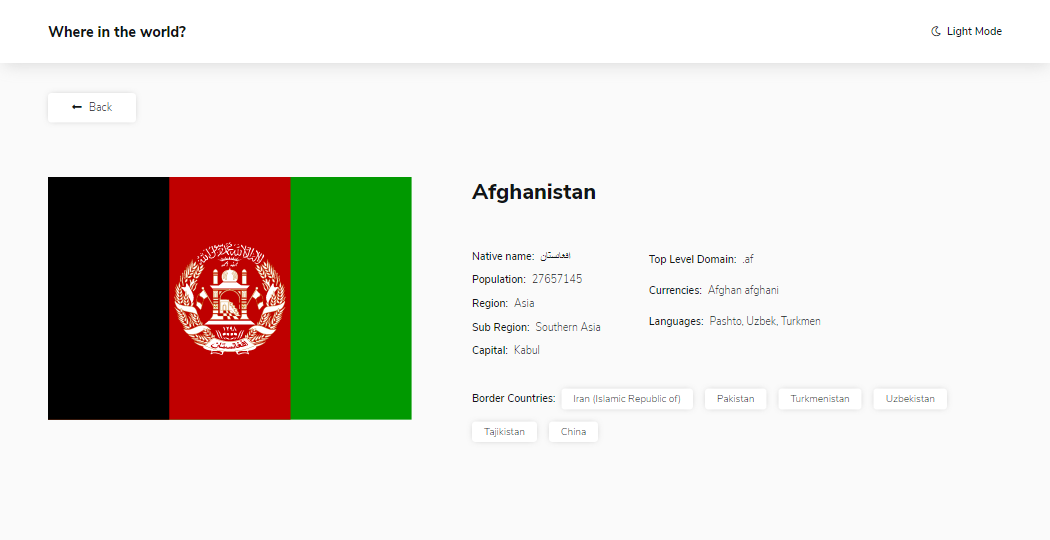 Where in the world?
Light Mode
Back
Afghanistan
Native name: افغانستان
Population: 27657145
Region: Asia
Sub Region: Southern Asia
Capital: Kabul
Top Level Domain: .af
Currencies: Afghan afghani
Languages: Pashto, Uzbek, Turkmen
Border Countries: Iran (Islamic Republic of) Pakistan Turkmenistan Uzbekistan
Tajikistan China